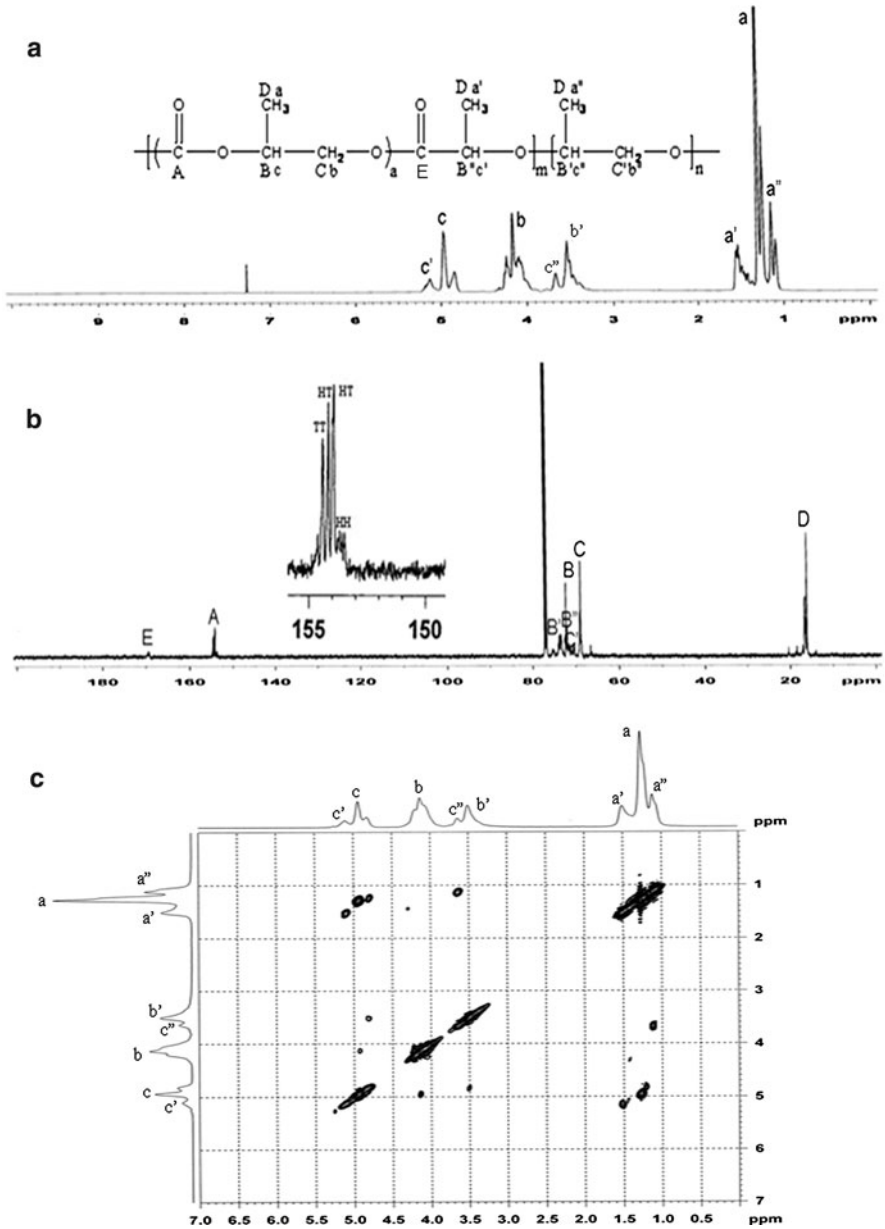 a
D a
D a'
D a"
O
CH3
O
CH3
CH3
C
O
CH
CH2
O
C
CH
O
CH
CH2
O
A
B c
C b
a
E
B"c'
m
B'c"
C'b'
n
c'
c
b
c"
b'
a'
a
a"
9
8
7
6
5
4
3
2
1
ppm
b
TT
HT
HT
HH
155
150
E
A
B'
B
B"
C'
C
D
180
160
140
120
100
80
60
40
20
ppm
c
c'
c
b
c"
b'
a'
a
a"
ppm
a"
a
a'
b'
c"
b
c
c'
1
2
3
4
5
6
7
7.0
6.5
6.0
5.5
5.0
4.5
4.0
3.5
3.0
2.5
2.0
1.5
1.0
0.5
ppm